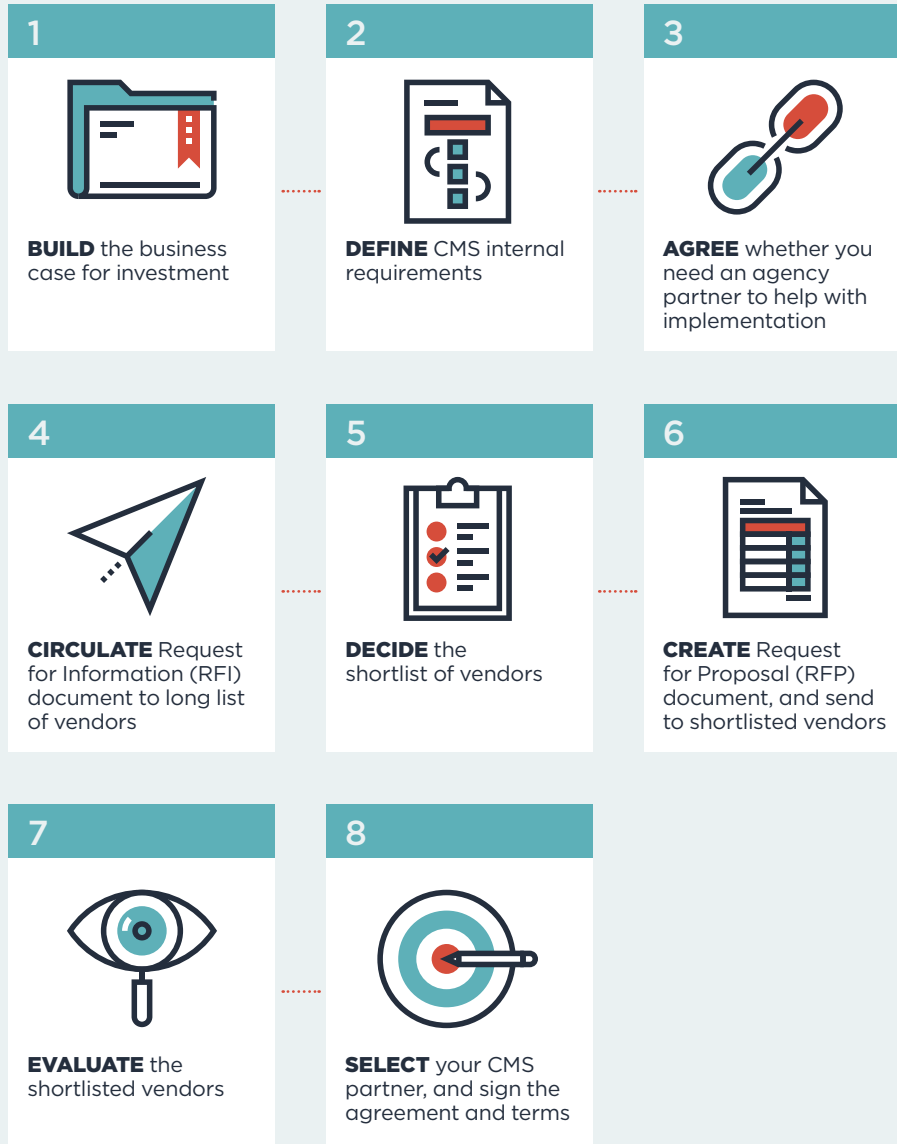 1
BUILD the business
case for investment
2
DEFINE CMS internal
requirements
3
AGREE whether you
need an agency
partner to help with
implementation
4
CIRCULATE Request
for Information (RFI)
document to long list
of vendors
5
DECIDE the
shortlist of vendors
6
CREATE Request
for Proposal (RFP)
document, and send
to shortlisted vendors
7
EVALUATE the
shortlisted vendors
8
SELECT your CMS
partner, and sign the
agreement and terms